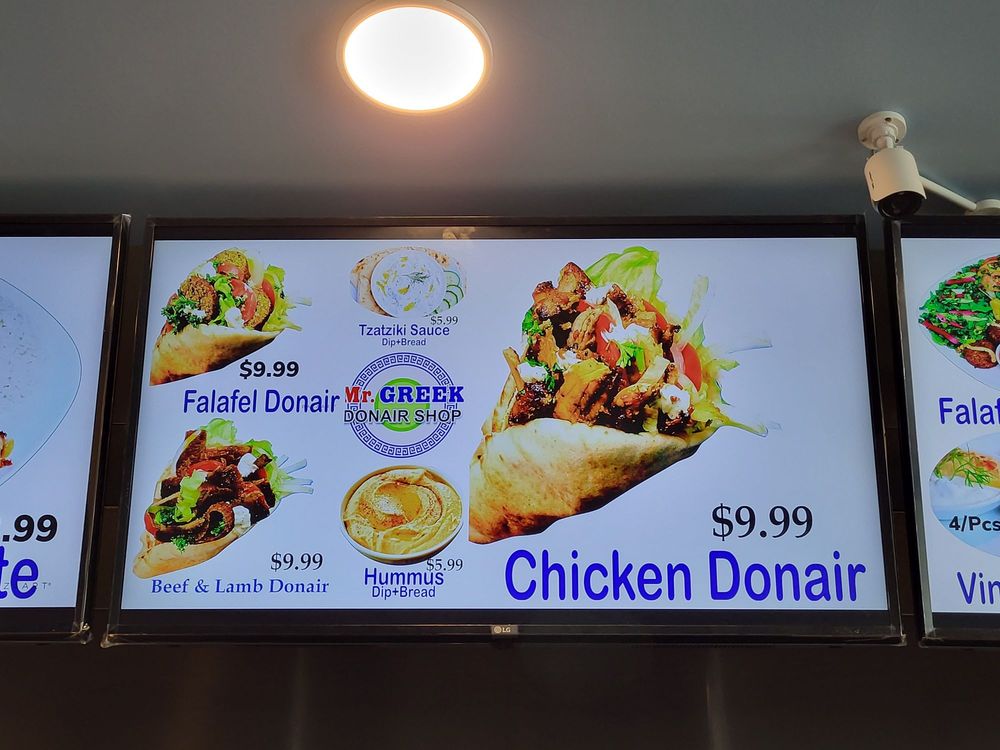 .99
te
$9.99
Falafel Donair
$5.99
Tzatziki Sauce
Dip+Bread
Mr. GREEK
DONAIR SHOP
$9.99
Beef & Lamb Donair
$5.99
Hummus
Dip+Bread
$9.99
Chicken Donair
LG
Falaf
4/Pcs
Vin